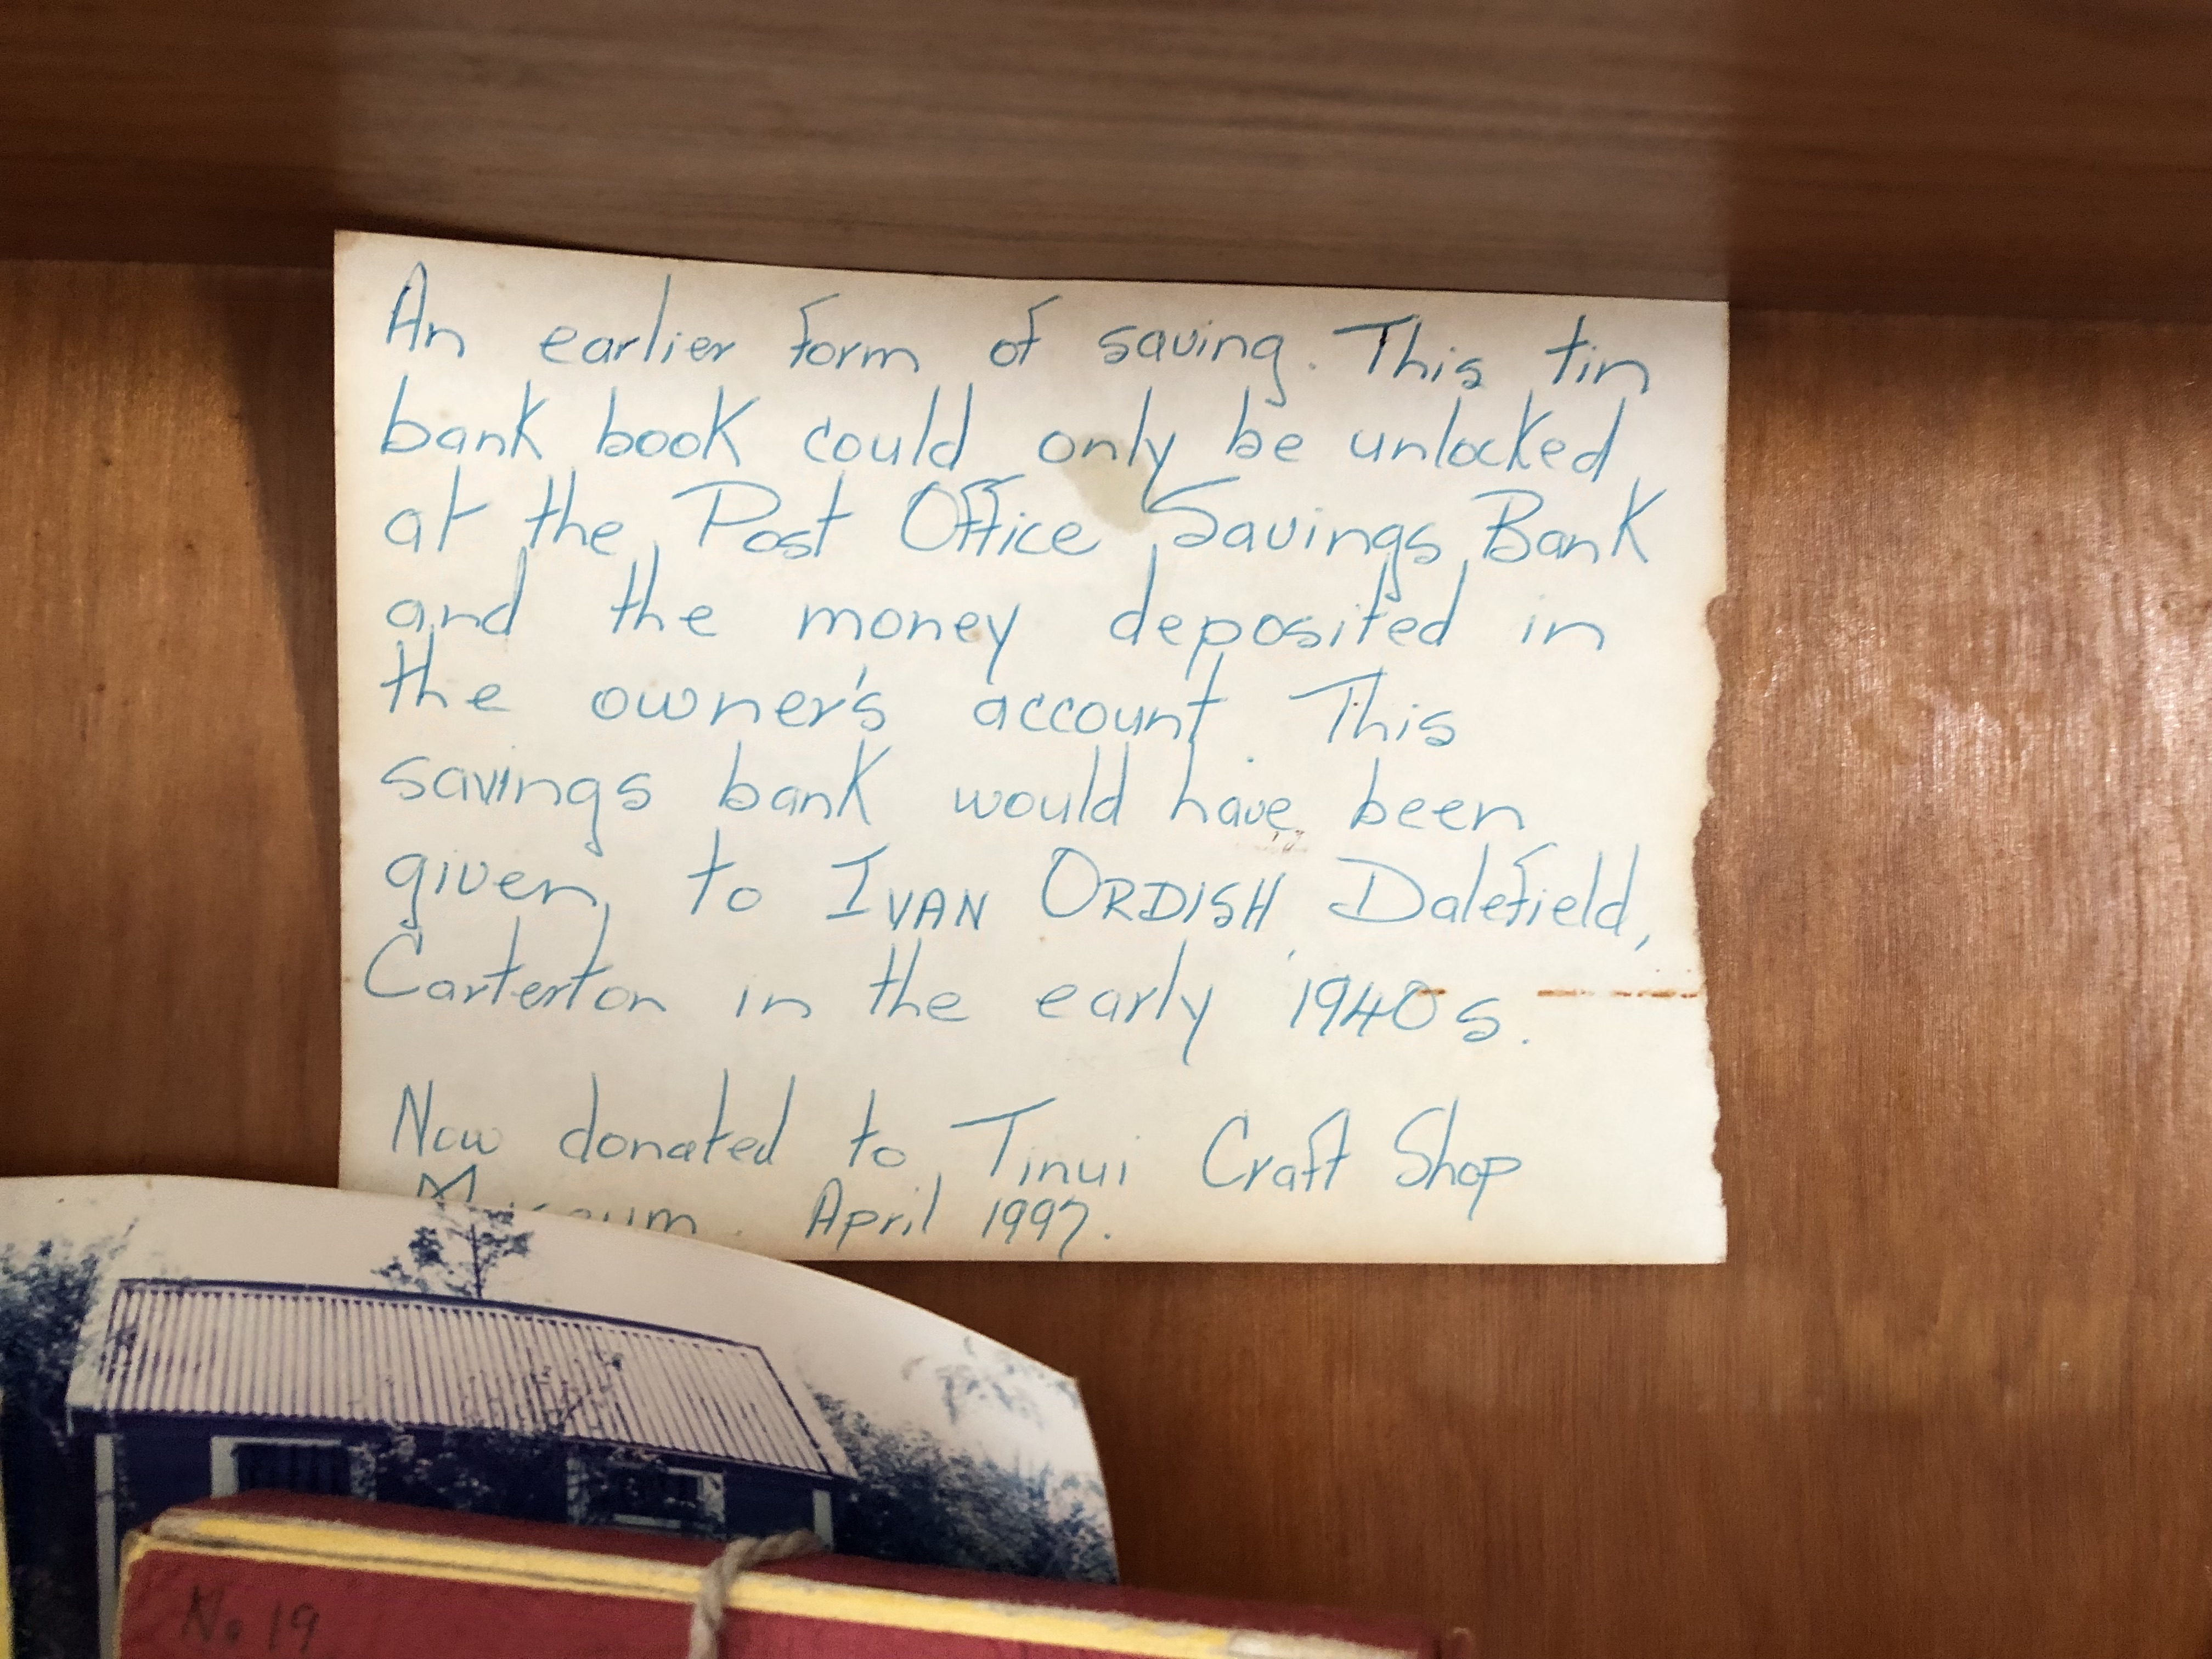 An earlier form of saving. This tin
bank book could only be unlocked
at the Post Office Savings Bank
and the money deposited in
the owner's account. This
savings bank would have been
given to IVAN ORDISH, Dalefield,
Carterton in the early 1940s.
Now donated to Tinui Craft Shop
Museum. April 1997.
No 19